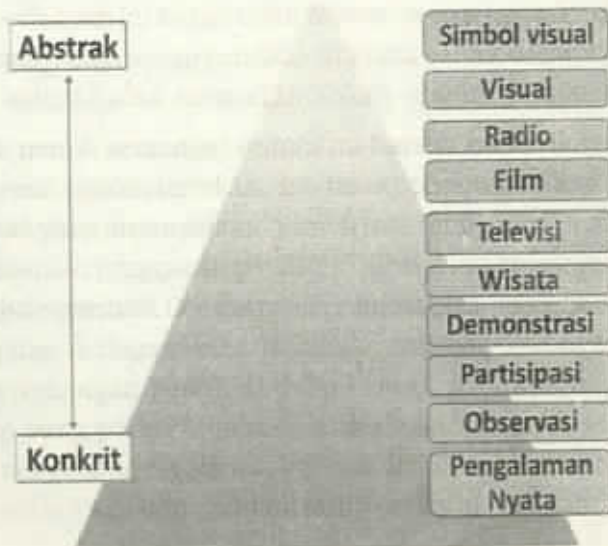 Abstrak
Konkrit
Simbol visual
Visual
Radio
Film
Televisi
Wisata
Demonstrasi
Partisipasi
Observasi
Pengalaman
Nyata